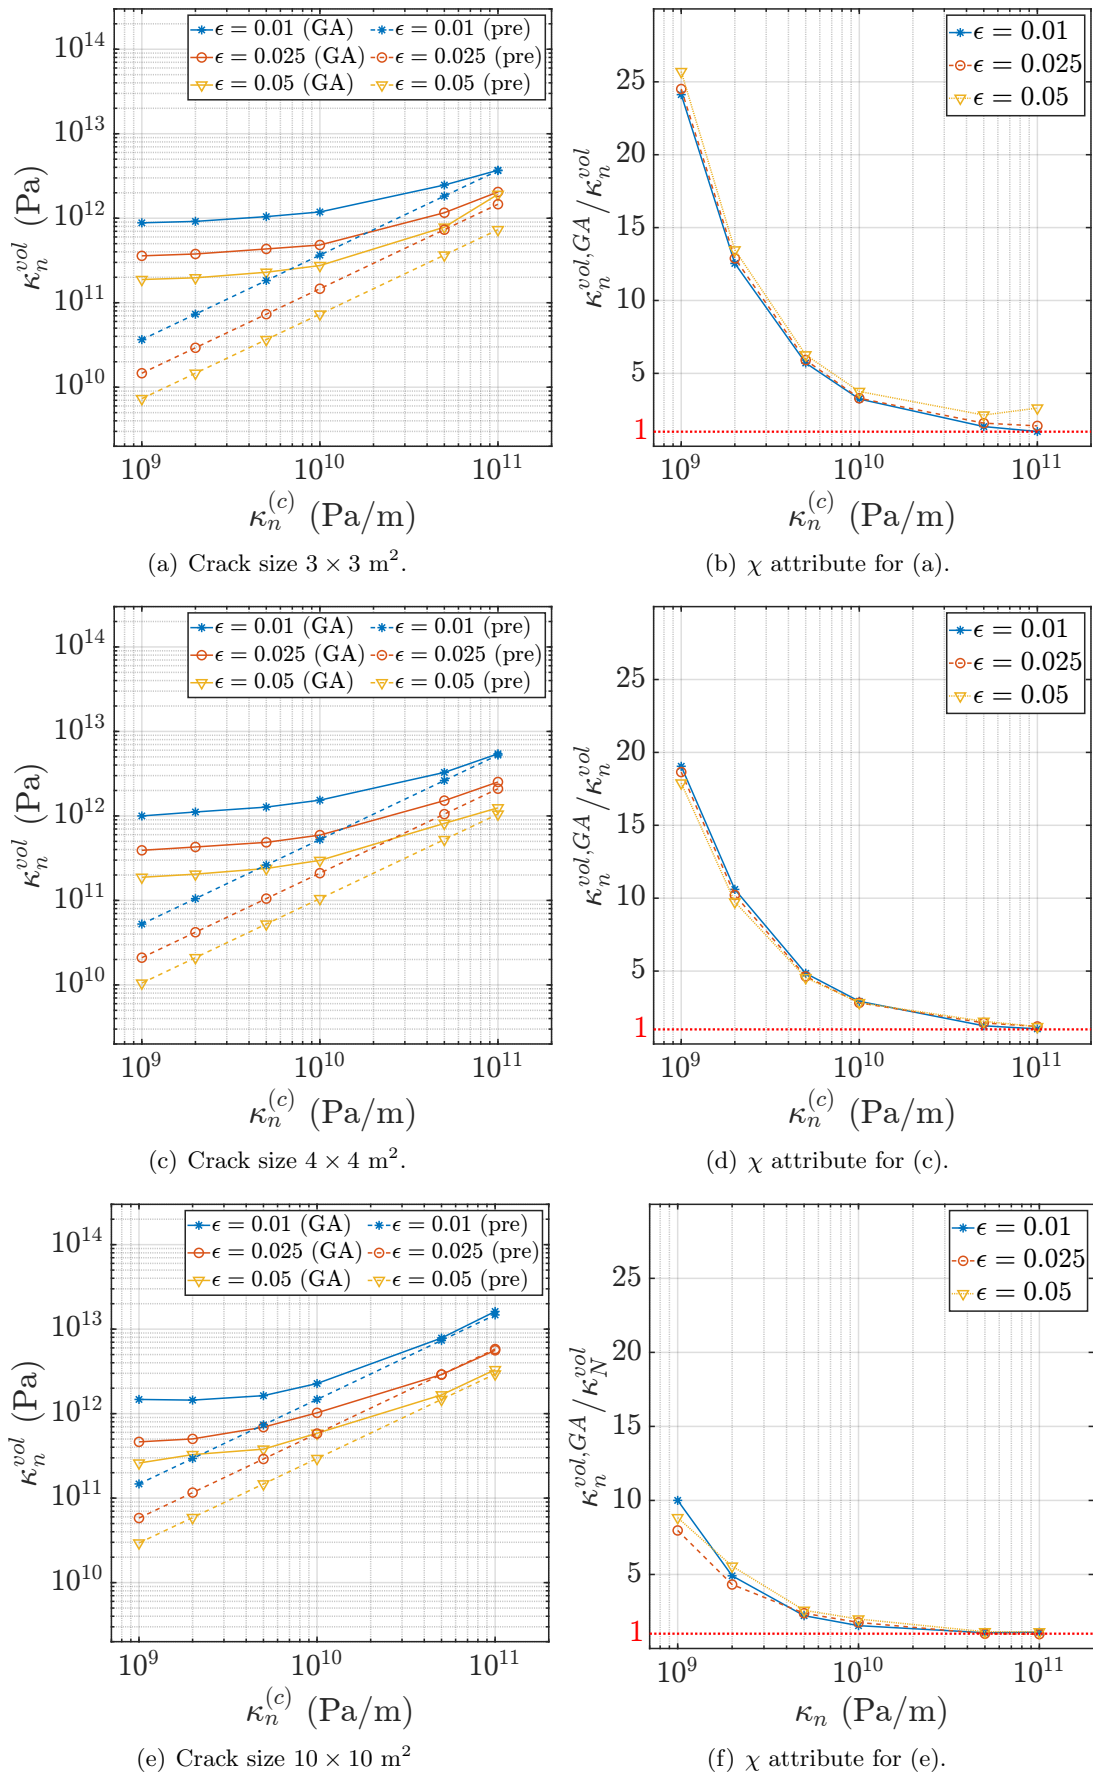 ϵ = 0.01 (GA) ϵ = 0.01 (pre)
ϵ = 0.025 (GA) ϵ = 0.025 (pre)
ϵ = 0.05 (GA) ϵ = 0.05 (pre)
10^14
10^13
10^12
10^11
10^10
κ_n^{vol} (Pa)
10^9 10^10 10^11
κ_n^{(c)} (Pa/m)
(a) Crack size 3 × 3 m².
ϵ = 0.01
ϵ = 0.025
ϵ = 0.05
25
20
15
10
5
1
κ_n^{vol,GA}/κ_n^{vol}
10^9 10^10 10^11
κ_n^{(c)} (Pa/m)
(b) χ attribute for (a).
ϵ = 0.01 (GA) ϵ = 0.01 (pre)
ϵ = 0.025 (GA) ϵ = 0.025 (pre)
ϵ = 0.05 (GA) ϵ = 0.05 (pre)
10^14
10^13
10^12
10^11
10^10
κ_n^{vol} (Pa)
10^9 10^10 10^11
κ_n^{(c)} (Pa/m)
(c) Crack size 4 × 4 m².
ϵ = 0.01
ϵ = 0.025
ϵ = 0.05
25
20
15
10
5
1
κ_n^{vol,GA}/κ_n^{vol}
10^9 10^10 10^11
κ_n^{(c)} (Pa/m)
(d) χ attribute for (c).
ϵ = 0.01 (GA) ϵ = 0.01 (pre)
ϵ = 0.025 (GA) ϵ = 0.025 (pre)
ϵ = 0.05 (GA) ϵ = 0.05 (pre)
10^14
10^13
10^12
10^11
10^10
κ_n^{vol} (Pa)
10^9 10^10 10^11
κ_n^{(c)} (Pa/m)
(e) Crack size 10 × 10 m²
ϵ = 0.01
ϵ = 0.025
ϵ = 0.05
25
20
15
10
5
1
κ_n^{vol,GA}/κ_N^{vol}
10^9 10^10 10^11
κ_n (Pa/m)
(f) χ attribute for (e).